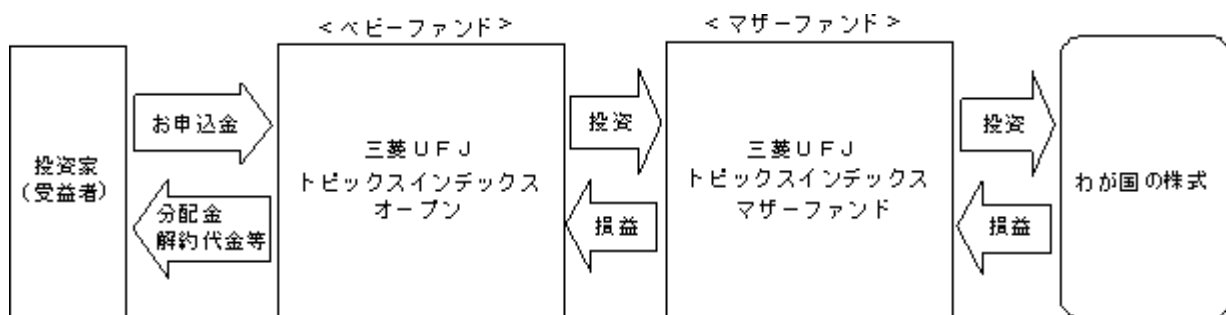 ＜ベビーファンド＞
＜マザーファンド＞
投資家
（受益者）
お申込金
分配金
解約代金等
三菱ＵＦＪ
トピックスインデックス
オープン
投資
損益
三菱ＵＦＪ
トピックスインデックス
マザーファンド
投資
損益
わが国の株式